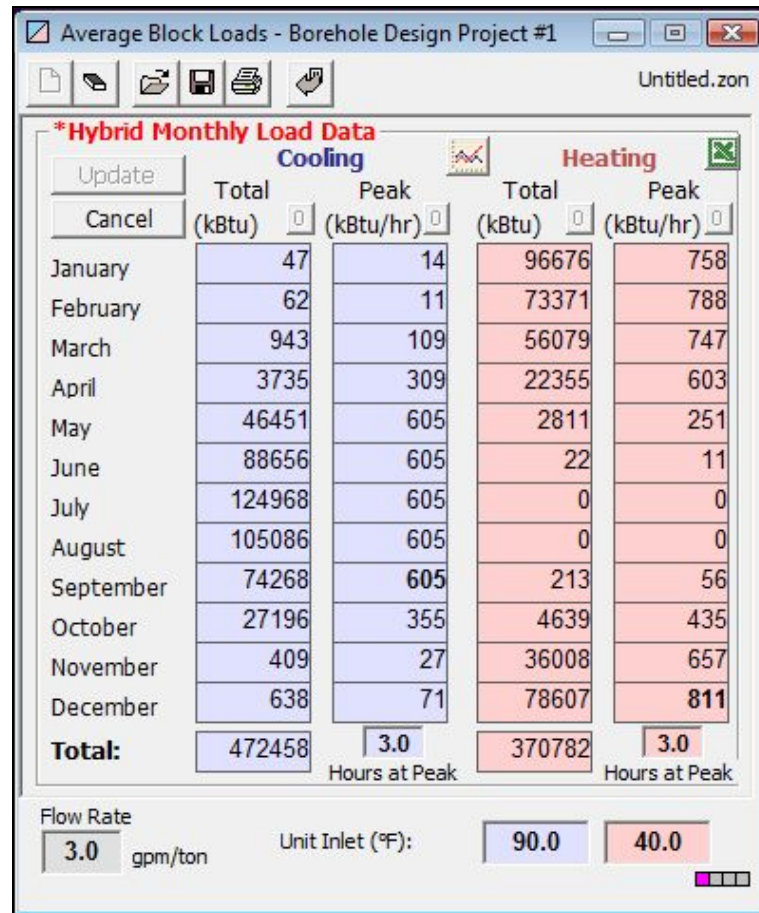 Average Block Loads - Borehole Design Project #1
Untitled.zon
*Hybrid Monthly Load Data
Cooling Heating
Update
Total Peak Total Peak
Cancel (kBtu) 0 (kBtu/hr) 0 (kBtu) 0 (kBtu/hr) 0
January 47 14 96676 758
February 62 11 73371 788
March 943 109 56079 747
April 3735 309 22355 603
May 46451 605 2811 251
June 88656 605 22 11
July 124968 605 0 0
August 105086 605 0 0
September 74268 605 213 56
October 27196 355 4639 435
November 409 27 36008 657
December 638 71 78607 811
Total: 472458 3.0 370782 3.0
Hours at Peak Hours at Peak
Flow Rate
3.0 gpm/ton Unit Inlet (ºF): 90.0 40.0